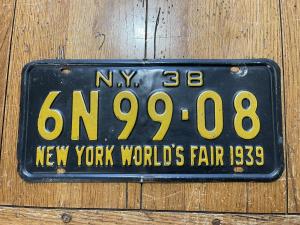 N.Y. 38
6N 99-08
NEW YORK WORLD'S FAIR 1939